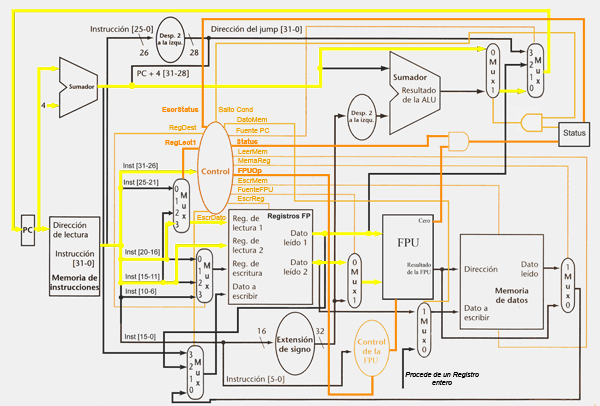 Instrucción [25-0]
26
Desp. 2
a la izqu.
28
Dirección del jump [31-0]
PC + 4 [31-28]
Sumador
4
EscrStatus
Salto Cond
DatoMem
RegDest
Fuente PC
RegLect1
Status
LeerMem
MemaReg
Control
FPUOp
EscrMem
FuenteFPU
EscrReg
EscrDato
0
M
u
x
1
3
2
1
0
M
u
x
Sumador
Resultado
de la ALU
Desp. 2
a la izqu.
Status
Inst [31-26]
Inst [25-21]
0
1
2
3
M
u
x
PC
Dirección
de lectura
Instrucción
[31-0]
Memoria de
instrucciones
Inst [20-16]
Inst [15-11]
Inst [10-6]
0
1
2
3
M
u
x
Registros FP
Reg. de
lectura 1
Reg. de
lectura 2
Reg. de
escritura
Dato a
escribir
Dato
leído 1
Dato
leído 2
0
M
u
x
1
Cero
FPU
Resultado
de la FPU
Dirección
Dato
leído
Memoria
de datos
Dato a
escribir
1
M
u
x
0
1
M
u
x
0
Inst [15-0]
16
Extensión
de signo
32
Control
de la
FPU
Instrucción [5-0]
3
2
1
0
M
u
x
Procede de un Registro
entero